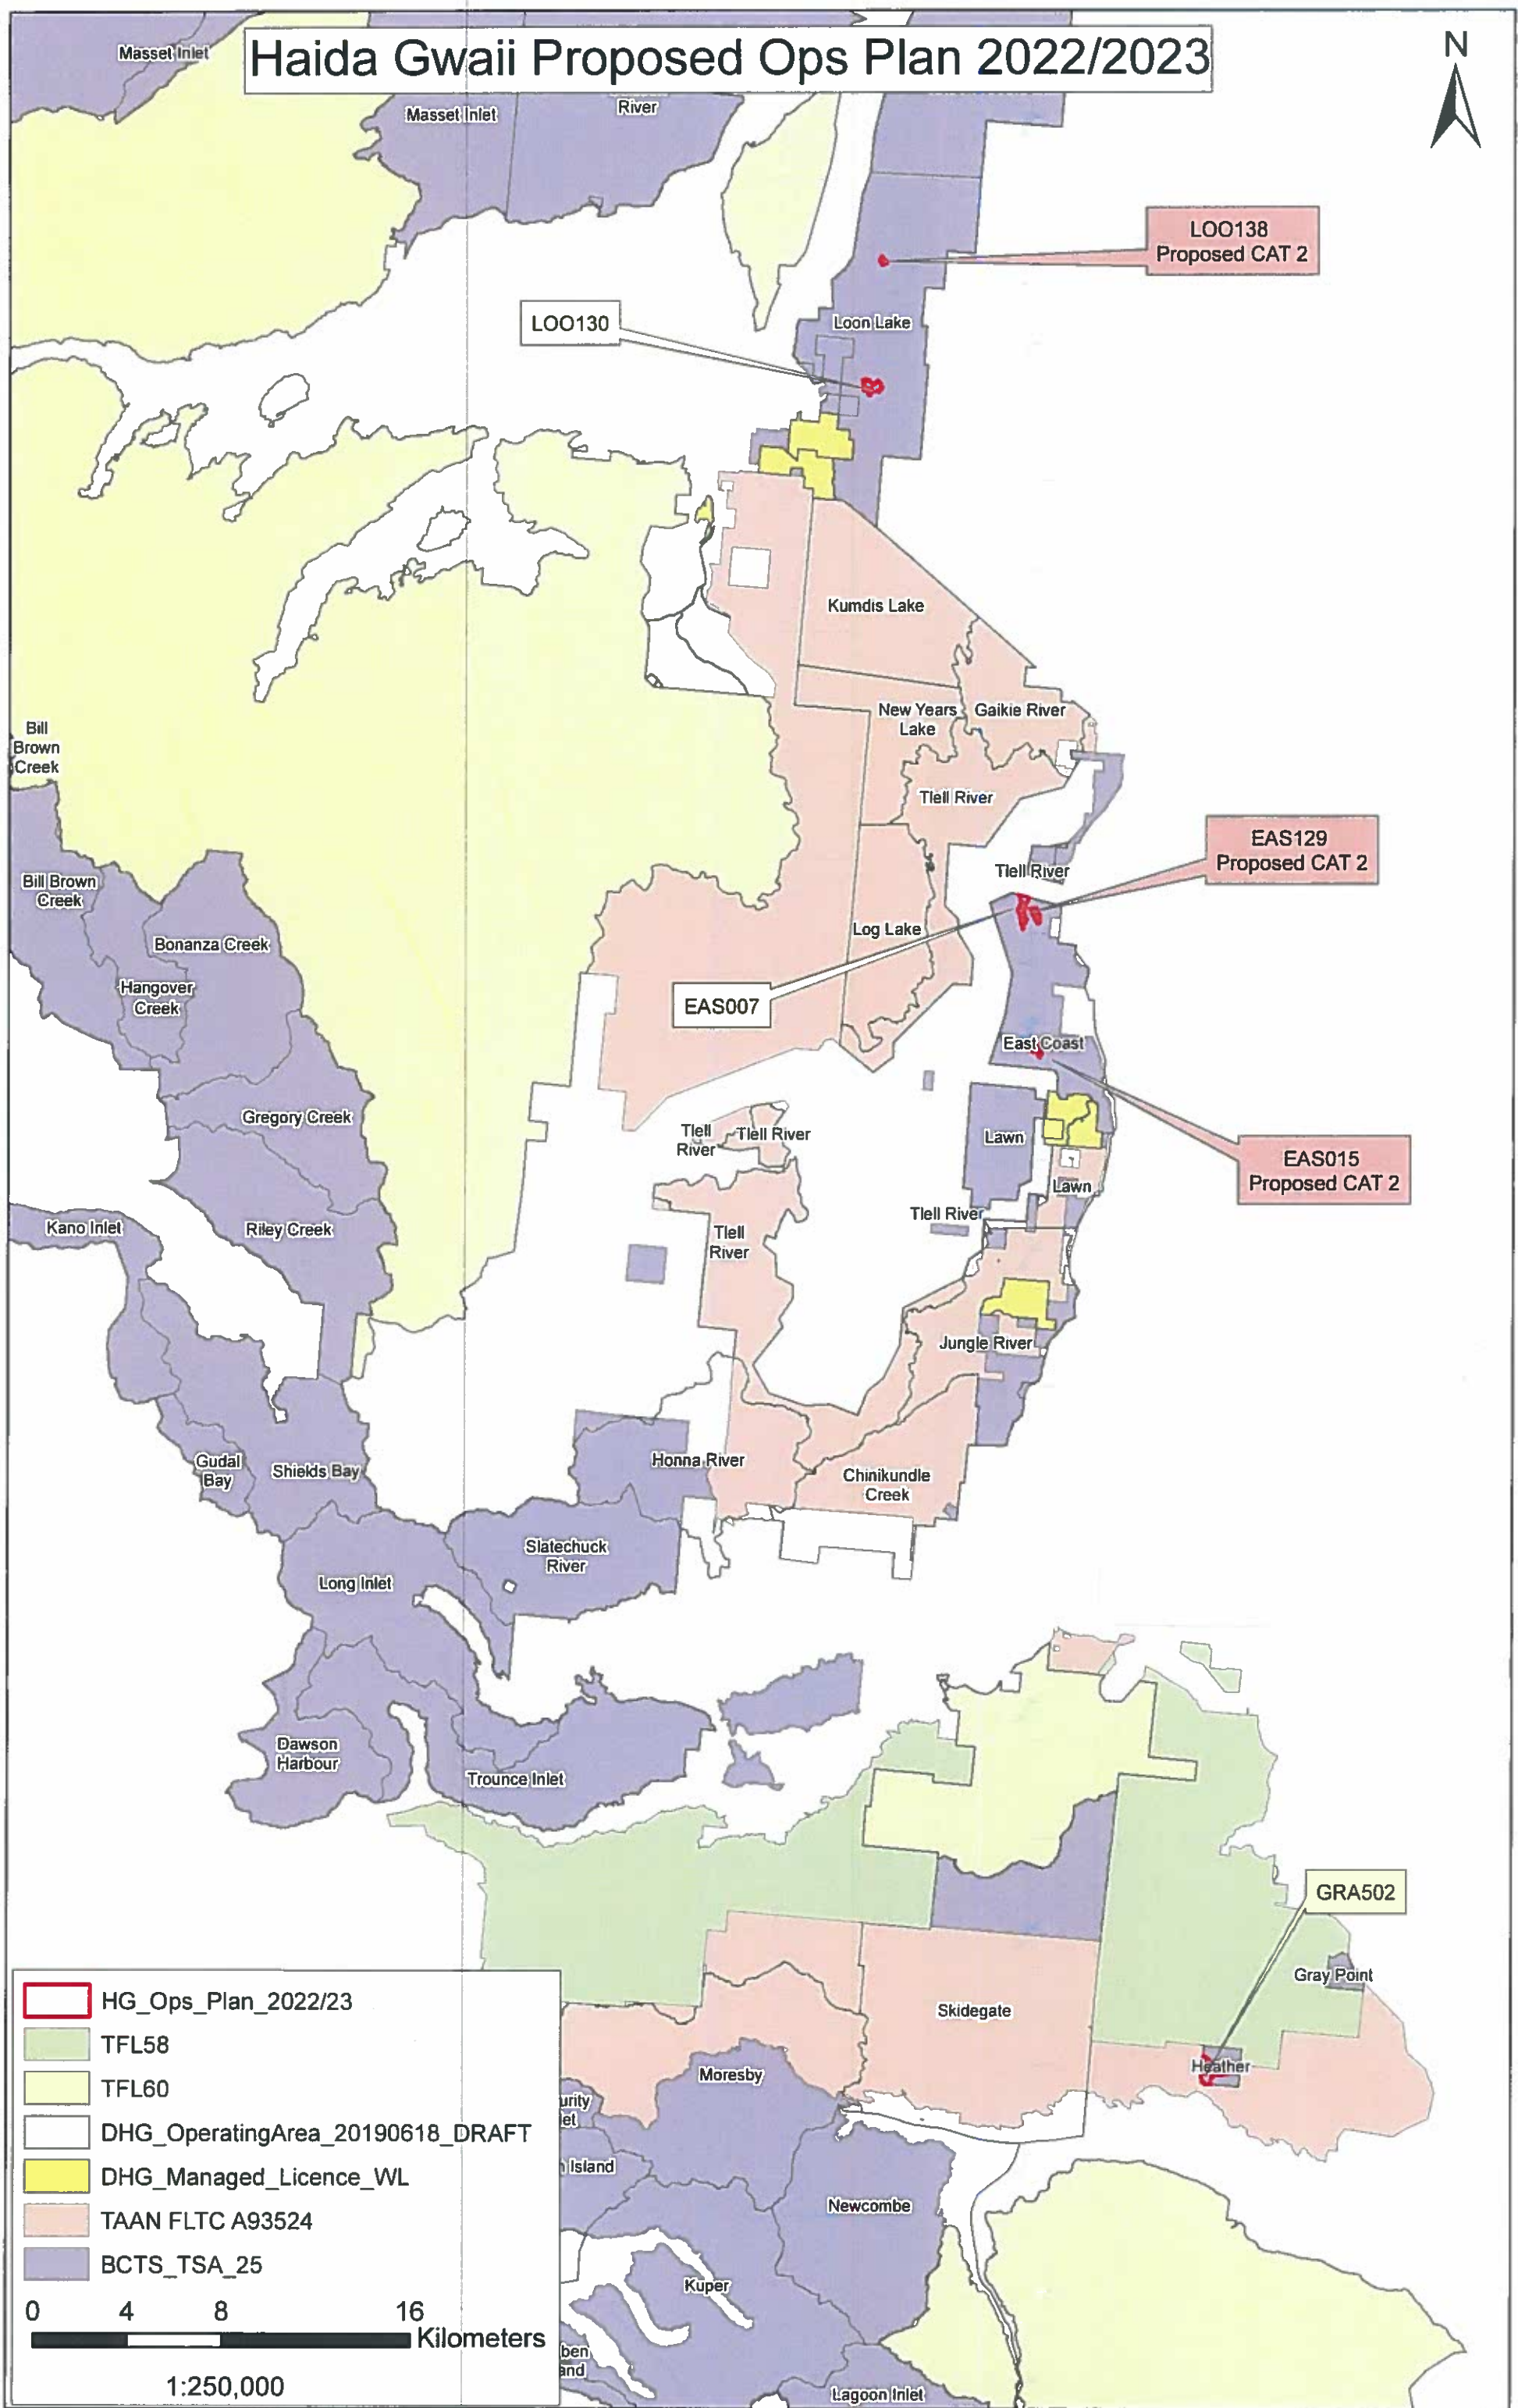 Haida Gwaii Proposed Ops Plan 2022/2023
N
Masset Inlet
Masset Inlet
River
LOO138
Proposed CAT 2
LOO130
Loon Lake
Kumdis Lake
New Years
Lake
Gaikie River
Bill
Brown
Creek
Tlell River
EAS129
Proposed CAT 2
Tlell River
Bill Brown
Creek
Log Lake
Bonanza Creek
Hangover
Creek
EAS007
East Coast
Gregory Creek
Tlell
River
Tlell River
Lawn
EAS015
Proposed CAT 2
Lawn
Kano Inlet
Riley Creek
Tlell River
Tlell
River
Jungle River
Gudal
Bay
Shields Bay
Honna River
Chinikundle
Creek
Slatechuck
River
Long Inlet
Dawson
Harbour
Trounce Inlet
GRA502
Gray Point
Skidegate
Heather
Moresby
urity
et
Island
Newcombe
Kuper
ben
and
Lagoon Inlet
HG_Ops_Plan_2022/23
TFL58
TFL60
DHG_OperatingArea_20190618_DRAFT
DHG_Managed_Licence_WL
TAAN FLTC A93524
BCTS_TSA_25
0 4 8 16
Kilometers
1:250,000